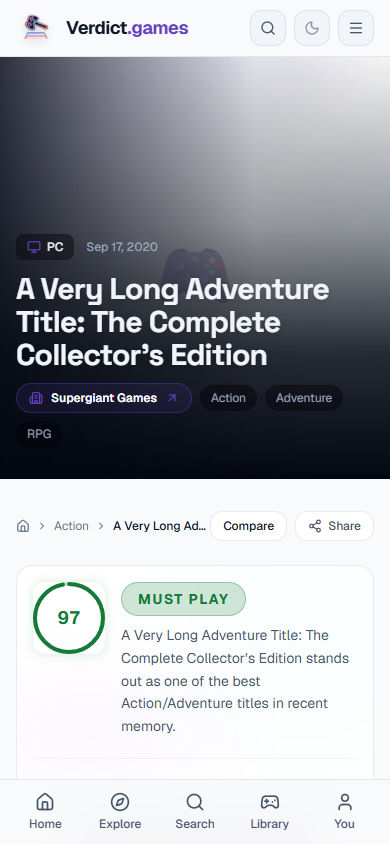 Verdict.games
PC
Sep 17, 2020
A Very Long Adventure
Title: The Complete
Collector's Edition
Supergiant Games
Action
Adventure
RPG
Action
A Very Long Ad...
Compare
Share
97
MUST PLAY
A Very Long Adventure Title: The
Complete Collector's Edition stands
out as one of the best
Action/Adventure titles in recent
memory.
Home
Explore
Search
Library
You